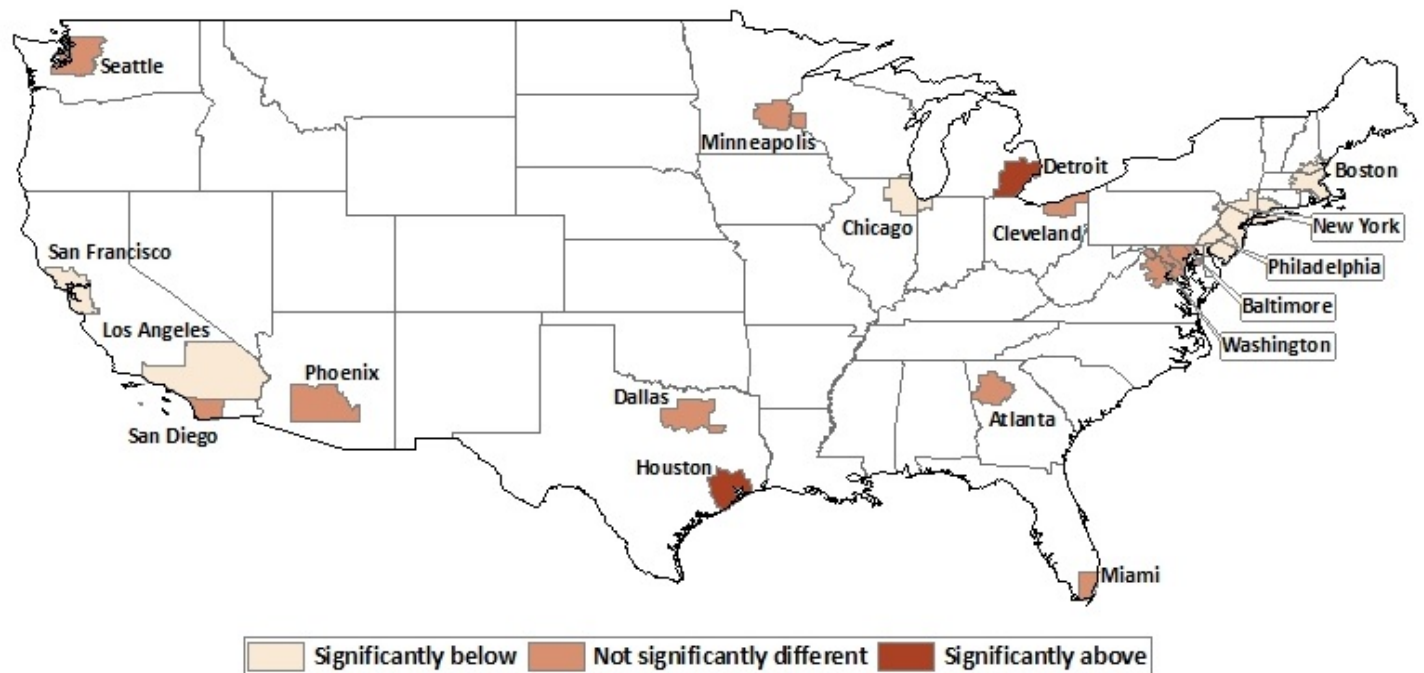 Seattle
Minneapolis
Detroit
Boston
Chicago
Cleveland
New York
San Francisco
Philadelphia
Baltimore
Los Angeles
Washington
Phoenix
Dallas
Atlanta
San Diego
Houston
Miami
Significantly below Not significantly different Significantly above